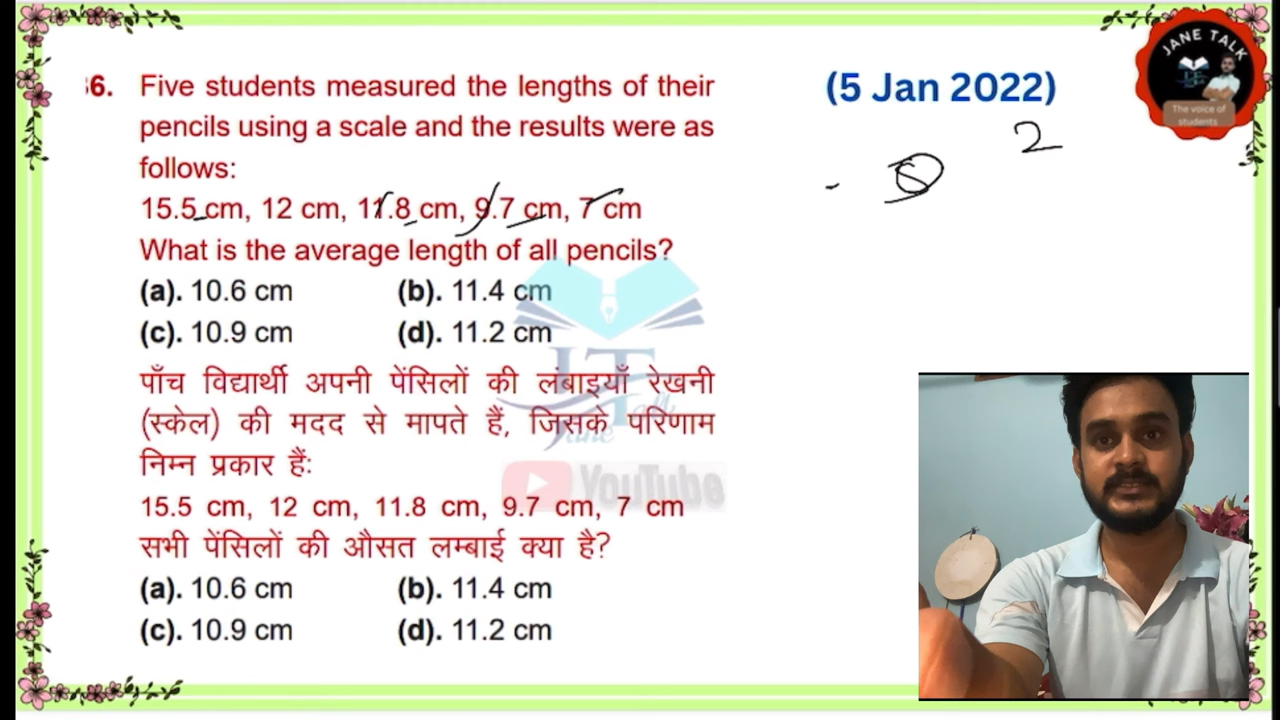 36. Five students measured the lengths of their
pencils using a scale and the results were as
follows:
15.5 cm, 12 cm, 11.8 cm, 9.7 cm, 7 cm
What is the average length of all pencils?
(a). 10.6 cm (b). 11.4 cm
(c). 10.9 cm (d). 11.2 cm
पाँच विद्यार्थी अपनी पेंसिलों की लंबाइयाँ रेखनी
(स्केल) की मदद से मापते हैं, जिसके परिणाम
निम्न प्रकार हैं:
15.5 cm, 12 cm, 11.8 cm, 9.7 cm, 7 cm
सभी पेंसिलों की औसत लम्बाई क्या है?
(a). 10.6 cm (b). 11.4 cm
(c). 10.9 cm (d). 11.2 cm
(5 Jan 2022)
2
JANE TALK
The voice of
students
JT
Jane Talk
YouTube